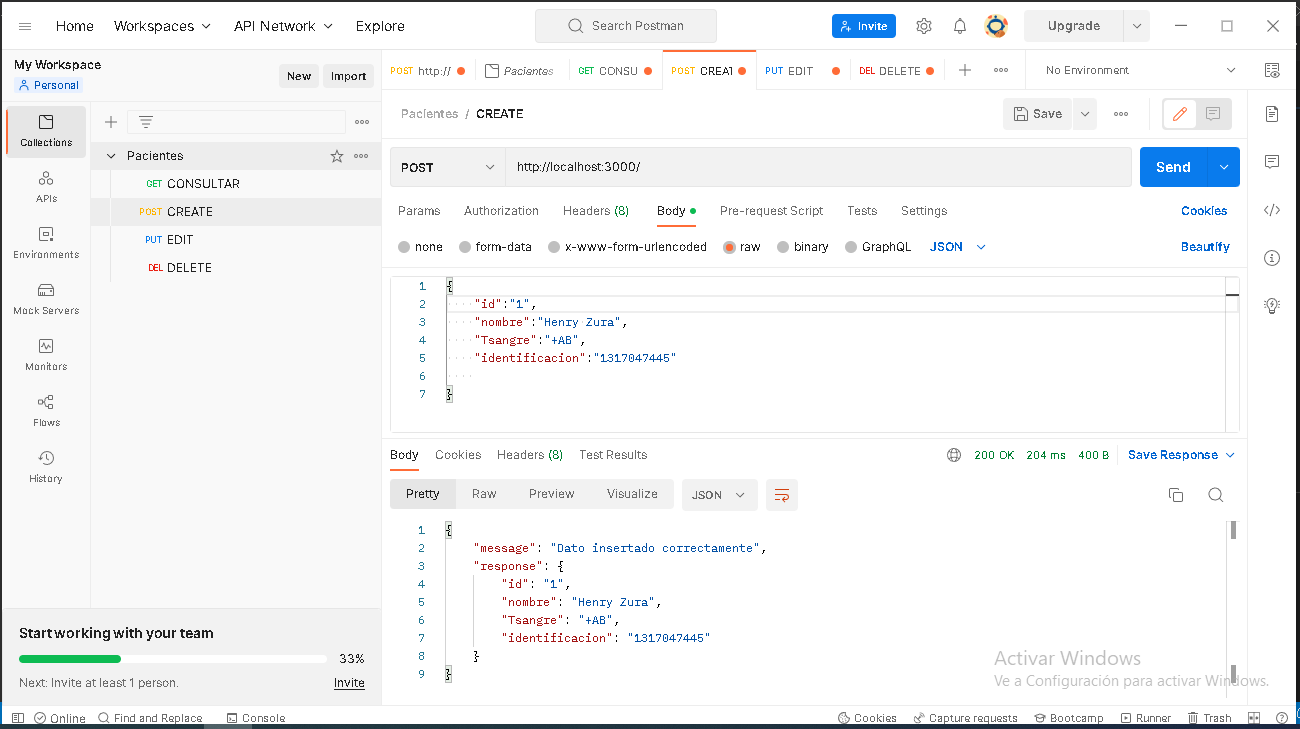 Home Workspaces API Network Explore Search Postman Invite Upgrade
My Workspace
Personal
New Import
POST http:// Pacientes GET CONSU POST CREAT PUT EDIT DEL DELETE No Environment
Collections
APIs
Environments
Mock Servers
Monitors
Flows
History
Pacientes
GET CONSULTAR
POST CREATE
PUT EDIT
DEL DELETE
Start working with your team
33%
Next: Invite at least 1 person. Invite
Pacientes / CREATE Save
POST http://localhost:3000/ Send
Params Authorization Headers (8) Body Pre-request Script Tests Settings Cookies
none form-data x-www-form-urlencoded raw binary GraphQL JSON Beautify
1 {
2 "id":"1",
3 "nombre":"Henry Zura",
4 "Tsangre":"+AB",
5 "identificacion":"1317047445"
6
7 }
Body Cookies Headers (8) Test Results 200 OK 204 ms 400 B Save Response
Pretty Raw Preview Visualize JSON
1 {
2 "message": "Dato insertado correctamente",
3 "response": {
4 "id": "1",
5 "nombre": "Henry Zura",
6 "Tsangre": "+AB",
7 "identificacion": "1317047445"
8 }
9 }
Activar Windows
Ve a Configuración para activar Windows.
Online Find and Replace Console Cookies Capture requests Bootcamp Runner Trash